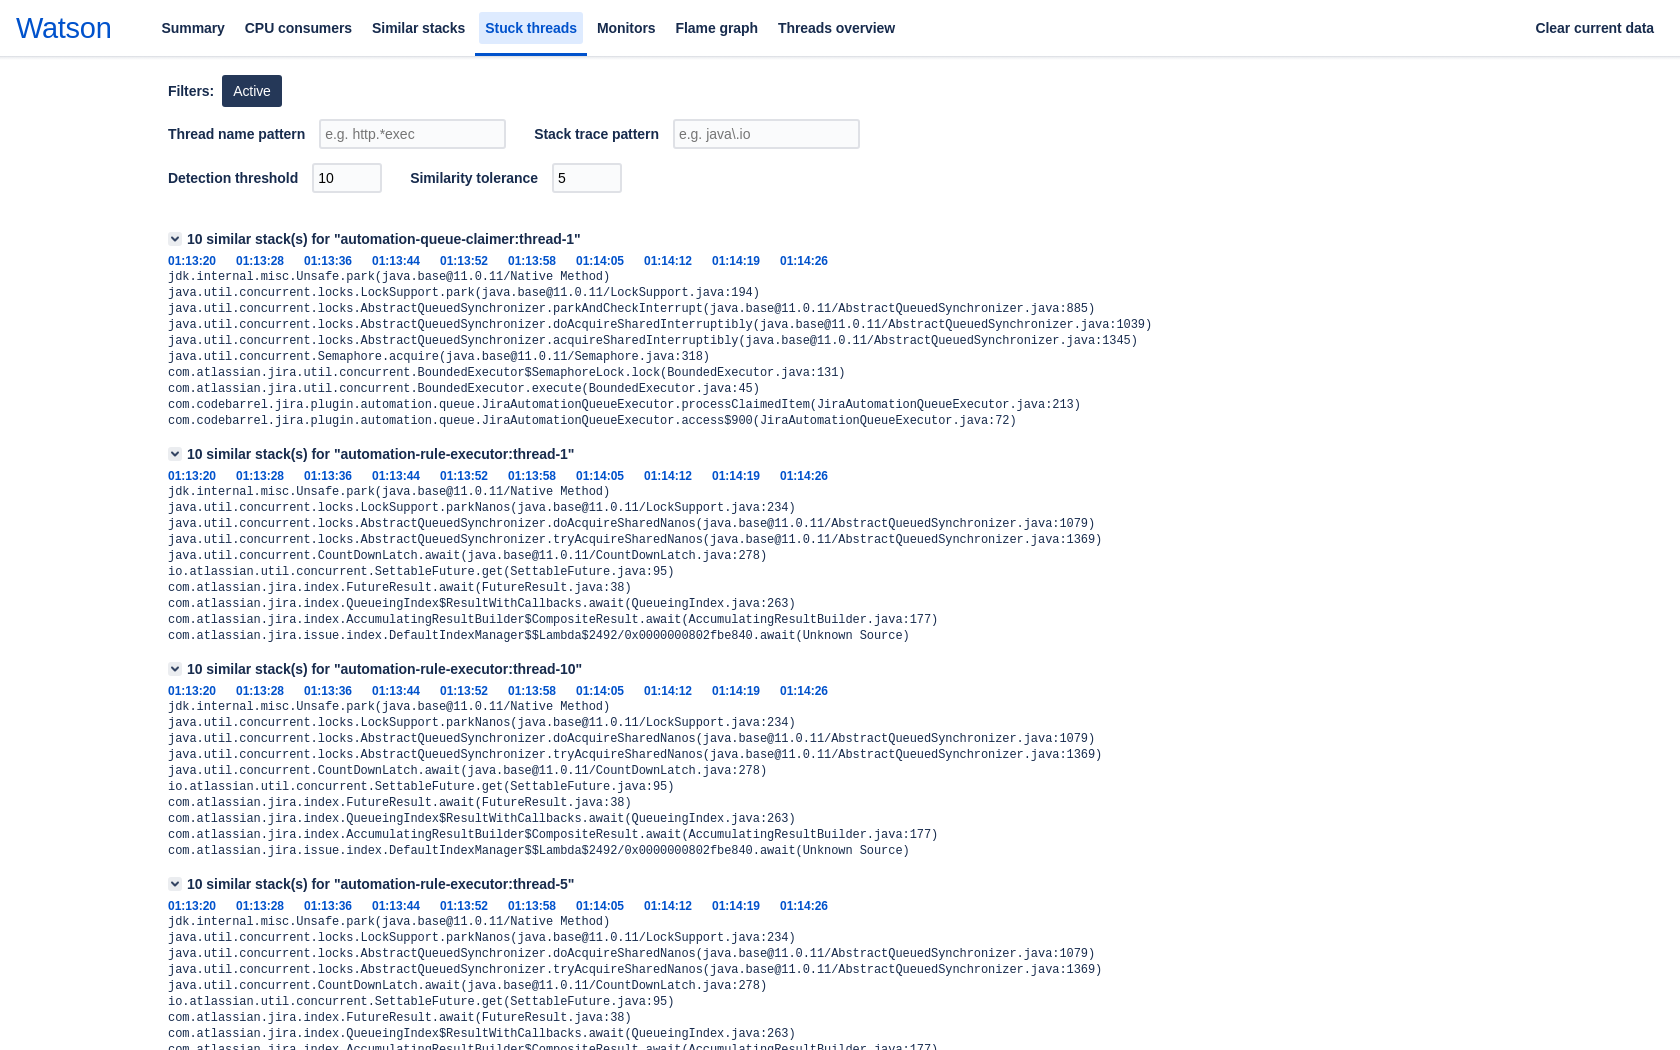 Watson
Summary CPU consumers Similar stacks Stuck threads Monitors Flame graph Threads overview Clear current data
Filters: Active
Thread name pattern e.g. http.*exec Stack trace pattern e.g. java\.io
Detection threshold 10 Similarity tolerance 5
10 similar stack(s) for "automation-queue-claimer:thread-1"
01:13:20 01:13:28 01:13:36 01:13:44 01:13:52 01:13:58 01:14:05 01:14:12 01:14:19 01:14:26
jdk.internal.misc.Unsafe.park(java.base@11.0.11/Native Method)
java.util.concurrent.locks.LockSupport.park(java.base@11.0.11/LockSupport.java:194)
java.util.concurrent.locks.AbstractQueuedSynchronizer.parkAndCheckInterrupt(java.base@11.0.11/AbstractQueuedSynchronizer.java:885)
java.util.concurrent.locks.AbstractQueuedSynchronizer.doAcquireSharedInterruptibly(java.base@11.0.11/AbstractQueuedSynchronizer.java:1039)
java.util.concurrent.locks.AbstractQueuedSynchronizer.acquireSharedInterruptibly(java.base@11.0.11/AbstractQueuedSynchronizer.java:1345)
java.util.concurrent.Semaphore.acquire(java.base@11.0.11/Semaphore.java:318)
com.atlassian.jira.util.concurrent.BoundedExecutor$SemaphoreLock.lock(BoundedExecutor.java:131)
com.atlassian.jira.util.concurrent.BoundedExecutor.execute(BoundedExecutor.java:45)
com.codebarrel.jira.plugin.automation.queue.JiraAutomationQueueExecutor.processClaimedItem(JiraAutomationQueueExecutor.java:213)
com.codebarrel.jira.plugin.automation.queue.JiraAutomationQueueExecutor.access$900(JiraAutomationQueueExecutor.java:72)
10 similar stack(s) for "automation-rule-executor:thread-1"
01:13:20 01:13:28 01:13:36 01:13:44 01:13:52 01:13:58 01:14:05 01:14:12 01:14:19 01:14:26
jdk.internal.misc.Unsafe.park(java.base@11.0.11/Native Method)
java.util.concurrent.locks.LockSupport.parkNanos(java.base@11.0.11/LockSupport.java:234)
java.util.concurrent.locks.AbstractQueuedSynchronizer.doAcquireSharedNanos(java.base@11.0.11/AbstractQueuedSynchronizer.java:1079)
java.util.concurrent.locks.AbstractQueuedSynchronizer.tryAcquireSharedNanos(java.base@11.0.11/AbstractQueuedSynchronizer.java:1369)
java.util.concurrent.CountDownLatch.await(java.base@11.0.11/CountDownLatch.java:278)
io.atlassian.util.concurrent.SettableFuture.get(SettableFuture.java:95)
com.atlassian.jira.index.FutureResult.await(FutureResult.java:38)
com.atlassian.jira.index.QueueingIndex$ResultWithCallbacks.await(QueueingIndex.java:263)
com.atlassian.jira.index.AccumulatingResultBuilder$CompositeResult.await(AccumulatingResultBuilder.java:177)
com.atlassian.jira.issue.index.DefaultIndexManager$$Lambda$2492/0x0000000802fbe840.await(Unknown Source)
10 similar stack(s) for "automation-rule-executor:thread-10"
01:13:20 01:13:28 01:13:36 01:13:44 01:13:52 01:13:58 01:14:05 01:14:12 01:14:19 01:14:26
jdk.internal.misc.Unsafe.park(java.base@11.0.11/Native Method)
java.util.concurrent.locks.LockSupport.parkNanos(java.base@11.0.11/LockSupport.java:234)
java.util.concurrent.locks.AbstractQueuedSynchronizer.doAcquireSharedNanos(java.base@11.0.11/AbstractQueuedSynchronizer.java:1079)
java.util.concurrent.locks.AbstractQueuedSynchronizer.tryAcquireSharedNanos(java.base@11.0.11/AbstractQueuedSynchronizer.java:1369)
java.util.concurrent.CountDownLatch.await(java.base@11.0.11/CountDownLatch.java:278)
io.atlassian.util.concurrent.SettableFuture.get(SettableFuture.java:95)
com.atlassian.jira.index.FutureResult.await(FutureResult.java:38)
com.atlassian.jira.index.QueueingIndex$ResultWithCallbacks.await(QueueingIndex.java:263)
com.atlassian.jira.index.AccumulatingResultBuilder$CompositeResult.await(AccumulatingResultBuilder.java:177)
com.atlassian.jira.issue.index.DefaultIndexManager$$Lambda$2492/0x0000000802fbe840.await(Unknown Source)
10 similar stack(s) for "automation-rule-executor:thread-5"
01:13:20 01:13:28 01:13:36 01:13:44 01:13:52 01:13:58 01:14:05 01:14:12 01:14:19 01:14:26
jdk.internal.misc.Unsafe.park(java.base@11.0.11/Native Method)
java.util.concurrent.locks.LockSupport.parkNanos(java.base@11.0.11/LockSupport.java:234)
java.util.concurrent.locks.AbstractQueuedSynchronizer.doAcquireSharedNanos(java.base@11.0.11/AbstractQueuedSynchronizer.java:1079)
java.util.concurrent.locks.AbstractQueuedSynchronizer.tryAcquireSharedNanos(java.base@11.0.11/AbstractQueuedSynchronizer.java:1369)
java.util.concurrent.CountDownLatch.await(java.base@11.0.11/CountDownLatch.java:278)
io.atlassian.util.concurrent.SettableFuture.get(SettableFuture.java:95)
com.atlassian.jira.index.FutureResult.await(FutureResult.java:38)
com.atlassian.jira.index.QueueingIndex$ResultWithCallbacks.await(QueueingIndex.java:263)
com.atlassian.jira.index.AccumulatingResultBuilder$CompositeResult.await(AccumulatingResultBuilder.java:177)